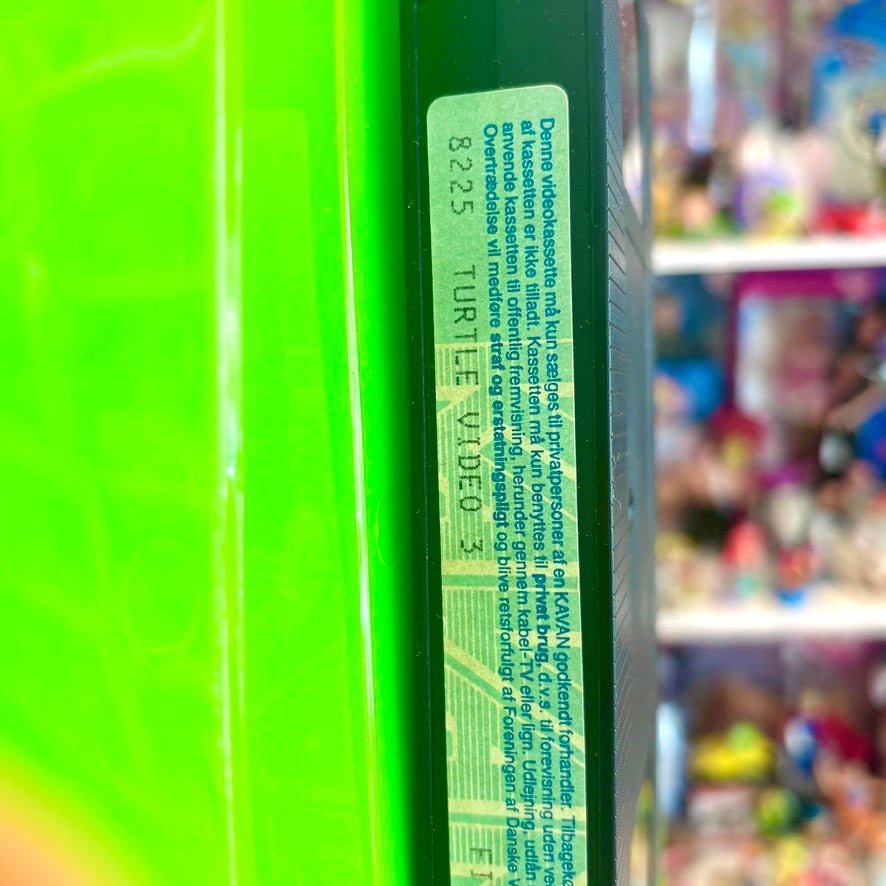 Denne videokassette må kun sælges til privatpersoner af en KAVAN godkendt forhandler. Tilbagekø
af kassetten er ikke tilladt. Kassetten må kun benyttes til privat brug, d.v.s. til forevisning uden ve
anvende kassetten til offentlig fremvisning, herunder gennem kabel-TV eller lign. Udlejning, udlån
Overtrædelse vil medføre straf og erstatningspligt og blive retsforfulgt af Foreningen af Danske V
8225 TURTLE VIDEO 3